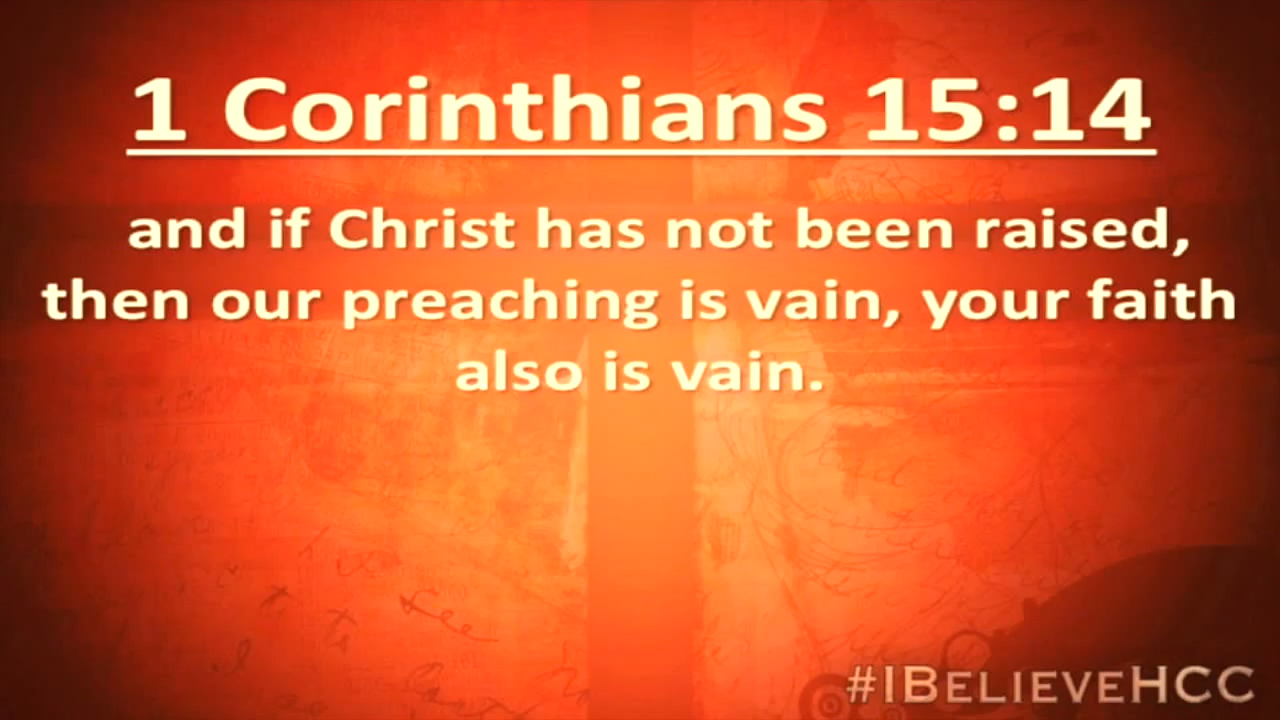 1 Corinthians 15:14
and if Christ has not been raised,
then our preaching is vain, your faith
also is vain.
#IBELIEVEHCC